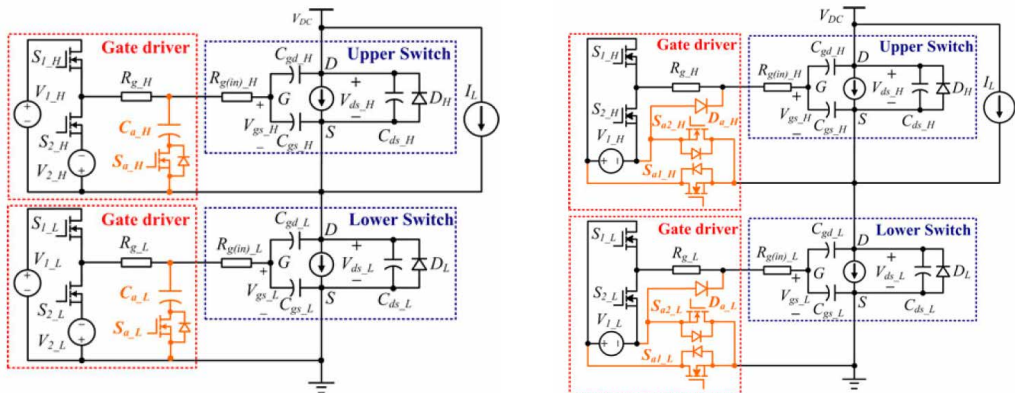 V_DC
Gate driver
Upper Switch
S_1_H
C_gd_H
D
R_g_H
R_g(in)_H
V_1_H
G
V_ds_H
D_H
I_L
C_a_H
S_2_H
V_gs_H
S
C_gs_H
C_ds_H
S_a_H
V_2_H
Gate driver
Lower Switch
S_1_L
C_gd_L
D
R_g_L
R_g(in)_L
V_1_L
G
V_ds_L
D_L
C_a_L
S_2_L
V_gs_L
S
C_gs_L
C_ds_L
S_a_L
V_2_L
V_DC
Gate driver
Upper Switch
S_1_H
C_gd_H
D
R_g_H
R_g(in)_H
G
V_ds_H
D_H
I_L
S_2_H
S_a2_H
D_a_H
V_gs_H
S
V_1_H
C_gs_H
C_ds_H
S_a1_H
Gate driver
Lower Switch
S_1_L
C_gd_L
D
R_g_L
R_g(in)_L
G
V_ds_L
D_L
S_2_L
S_a2_L
D_a_L
V_gs_L
S
V_1_L
C_gs_L
C_ds_L
S_a1_L